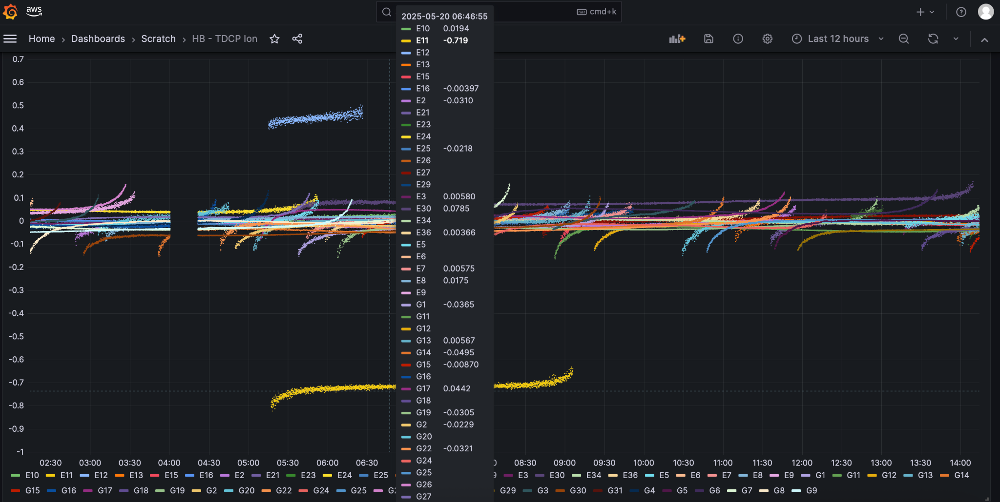 aws
cmd+k
Home > Dashboards > Scratch > HB - TDCP Ion
Last 12 hours
2025-05-20 06:46:55
E10 0.0194
E11 -0.719
E12
E13
E15
E16 -0.00397
E2 -0.0310
E21
E23
E24
E25 -0.0218
E26
E27
E29
E3 0.00580
E30 0.0785
E34
E36 0.00366
E5
E6
E7 0.00575
E8 0.0175
E9
G1 -0.0365
G11
G12
G13 0.00567
G14 -0.0495
G15 -0.00870
G16
G17 0.0442
G18
G19 -0.0305
G2 -0.0229
G20
G22 -0.0321
G24
G25
G26
G27
0.7
0.6
0.5
0.4
0.3
0.2
0.1
0
-0.1
-0.2
-0.3
-0.4
-0.5
-0.6
-0.7
-0.8
-0.9
-1
02:30 03:00 03:30 04:00 04:30 05:00 05:30 06:00 06:30 08:30 09:00 09:30 10:00 10:30 11:00 11:30 12:00 12:30 13:00 13:30 14:00
E10 E11 E12 E13 E15 E16 E2 E21 E23 E24 E25 E3 E30 E34 E36 E5 E6 E7 E8 E9 G1 G11 G12 G13 G14
G15 G16 G17 G18 G19 G2 G20 G22 G24 G25 G29 G3 G30 G31 G4 G5 G6 G7 G8 G9